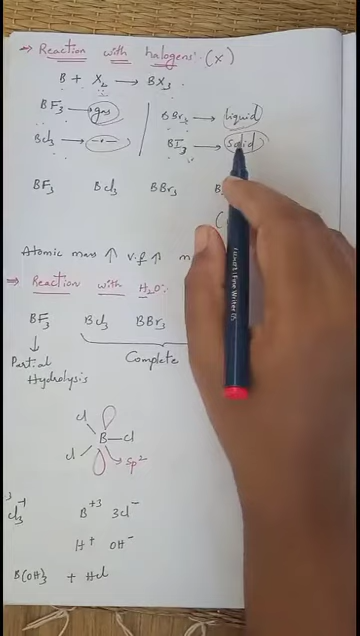 → Reaction with halogens: (X)
B + X₂ → BX₃
BF₃ → gas
BBr₃ → liquid
BCl₃ →
BI₃ → solid
BF₃ BCl₃ BBr₃
Atomic mass ↑ v.f ↑ m
⇒ Reaction with H₂O:
BF₃ BCl₃ BBr₃
↓
Partial Hydrolysis
Complete
Cl
B—Cl
Cl
sp²
B⁺³ 3Cl⁻
H⁺ OH⁻
B(OH)₃ + HCl